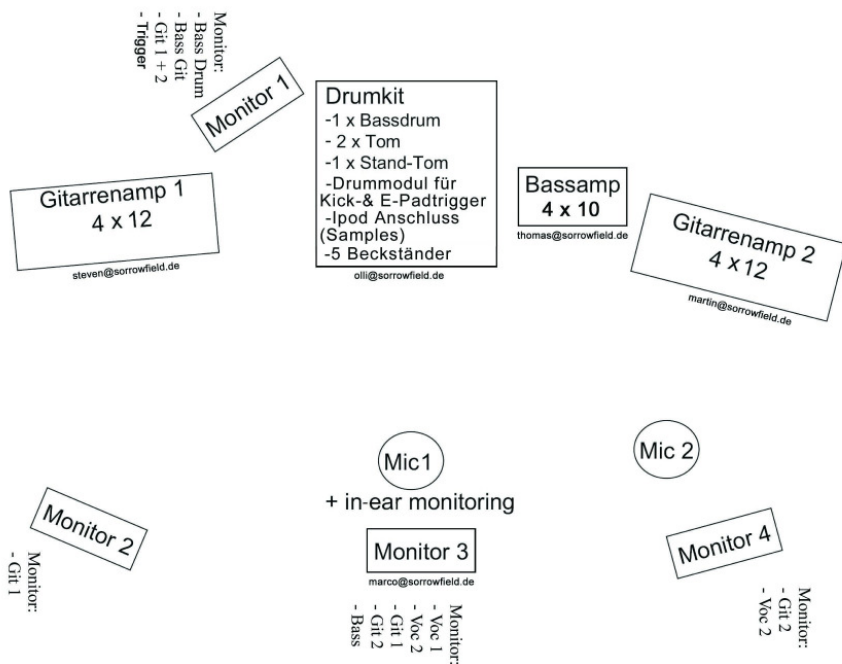 Monitor:
- Bass Drum
- Bass Git
- Git 1 + 2
- Trigger
Monitor 1
Drumkit
-1 x Bassdrum
- 2 x Tom
-1 x Stand-Tom
-Drummodul für
Kick-& E-Padtrigger
-Ipod Anschluss
(Samples)
-5 Beckständer
olli@sorrowfield.de
Gitarrenamp 1
4 x 12
steven@sorrowfield.de
Bassamp
4 x 10
thomas@sorrowfield.de
Gitarrenamp 2
4 x 12
martin@sorrowfield.de
Mic1
+ in-ear monitoring
Mic 2
Monitor 2
Monitor:
- Git 1
Monitor 3
marco@sorrowfield.de
Monitor:
- Voc 1
- Voc 2
- Git 1
- Git 2
- Bass
Monitor 4
Monitor:
- Git 2
- Voc 2